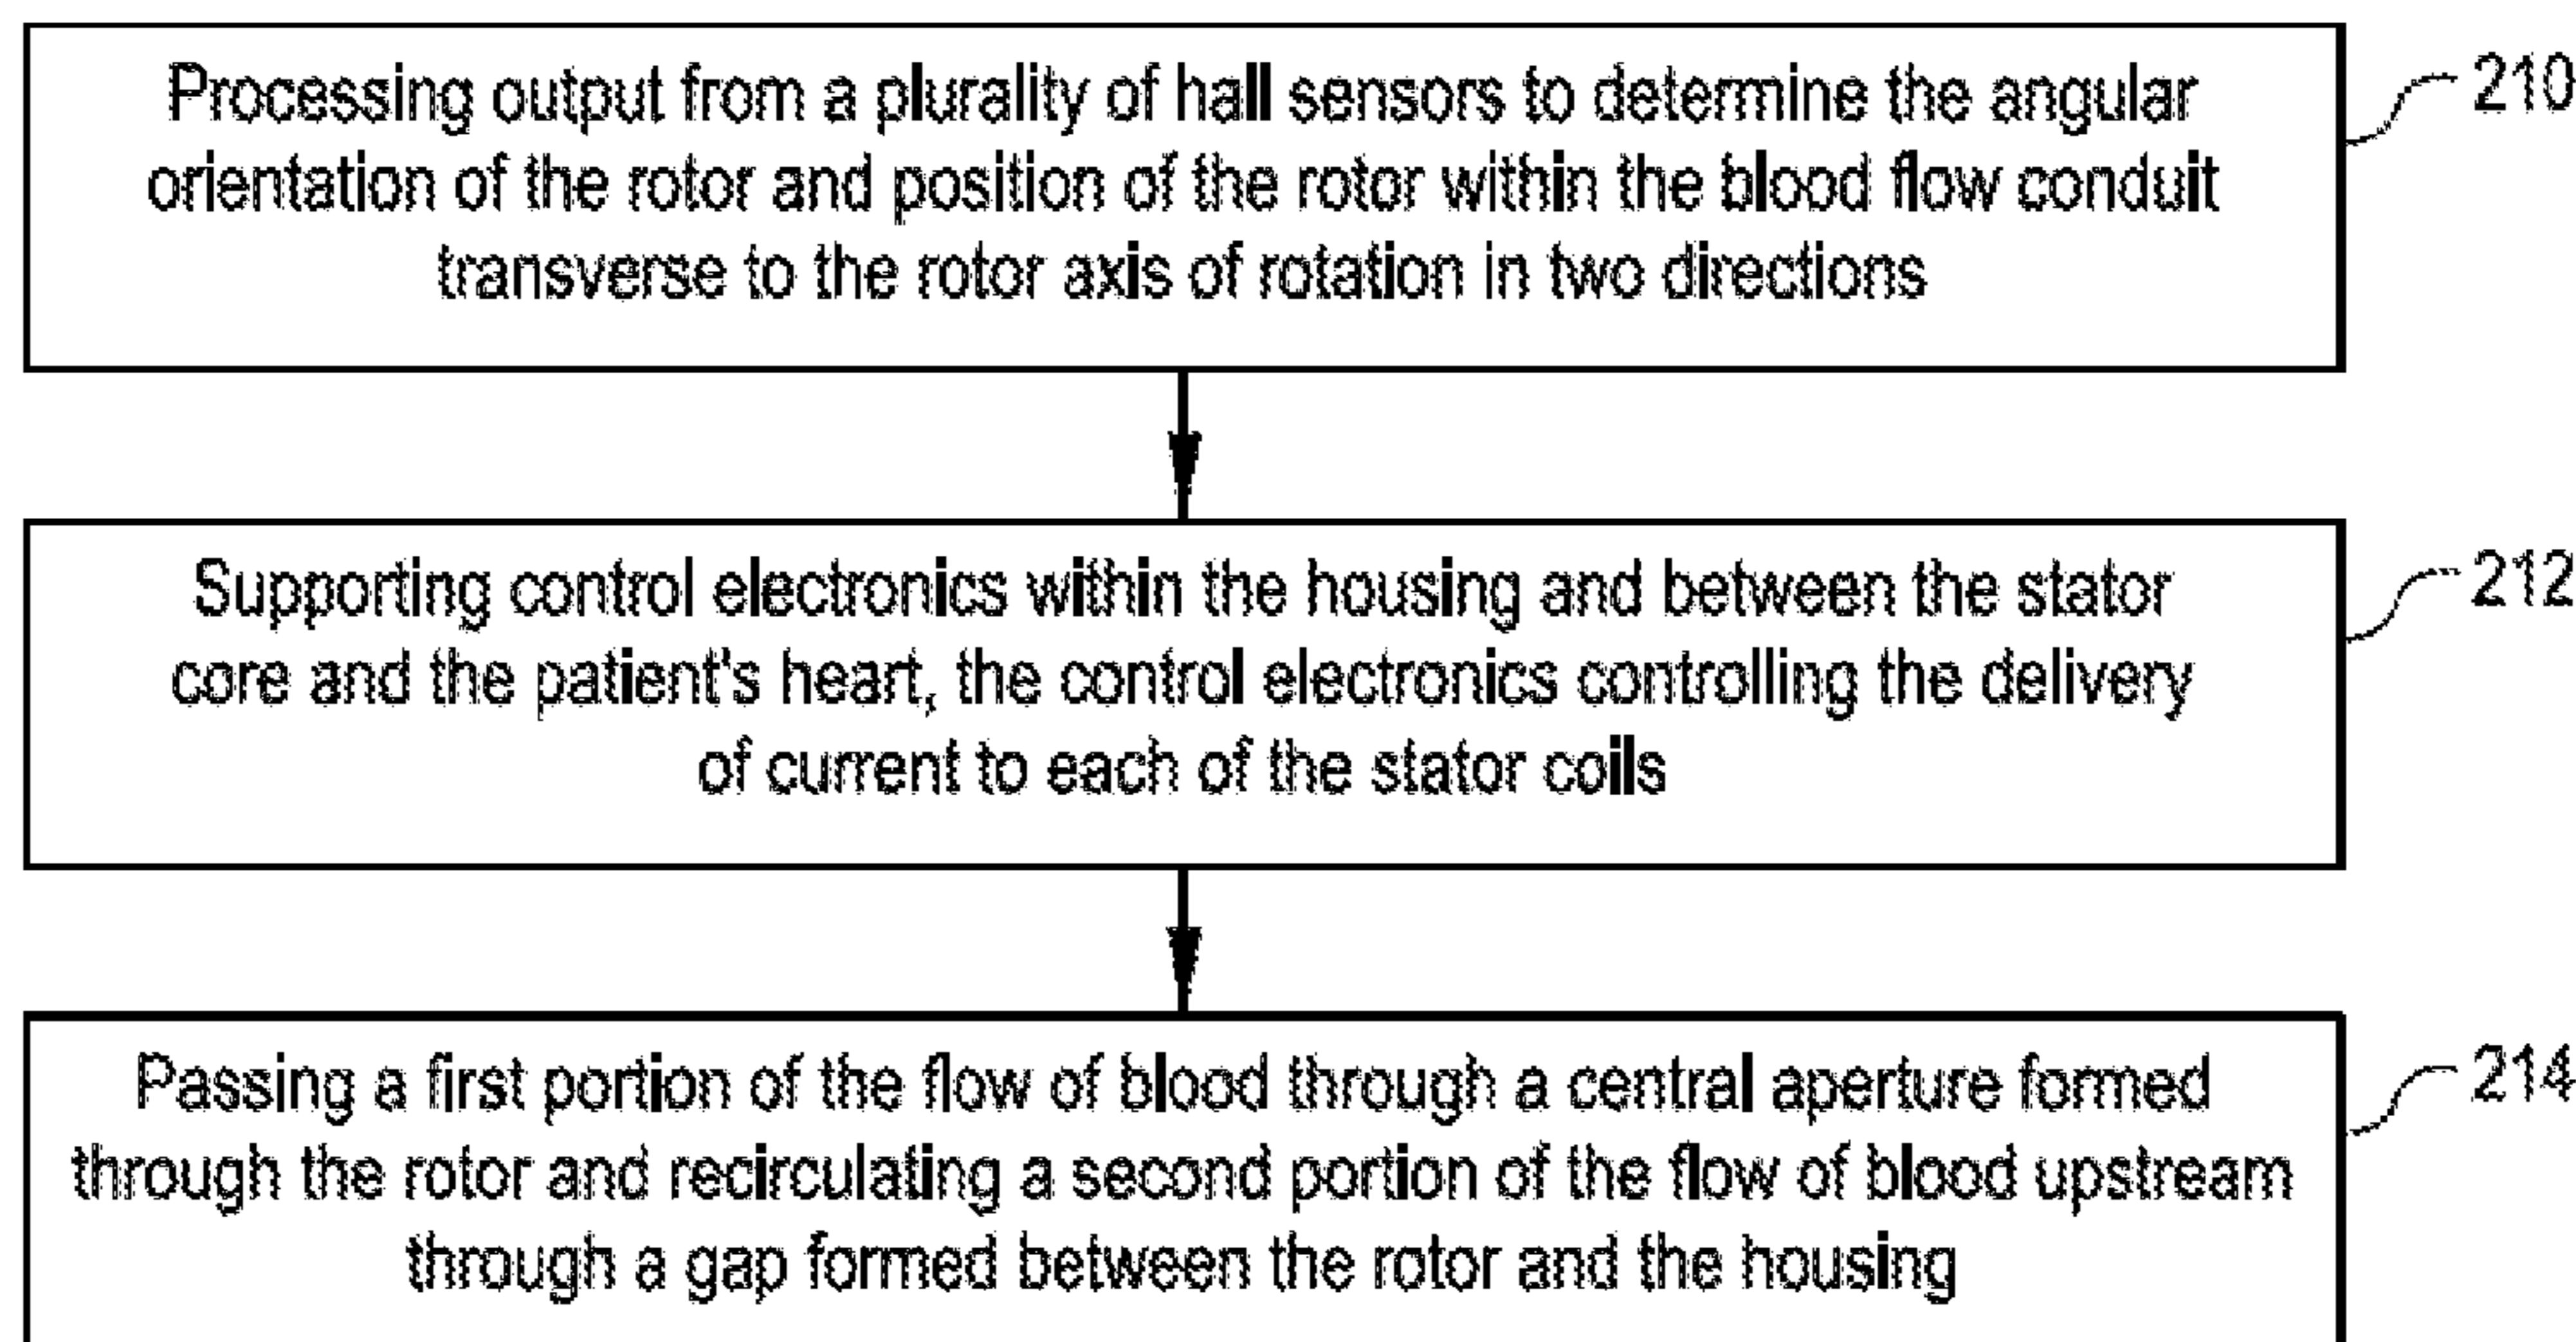 Processing output from a plurality of hall sensors to determine the angular
orientation of the rotor and position of the rotor within the blood flow conduit
transverse to the rotor axis of rotation in two directions
210
Supporting control electronics within the housing and between the stator
core and the patient's heart, the control electronics controlling the delivery
of current to each of the stator coils
212
Passing a first portion of the flow of blood through a central aperture formed
through the rotor and recirculating a second portion of the flow of blood upstream
through a gap formed between the rotor and the housing
214